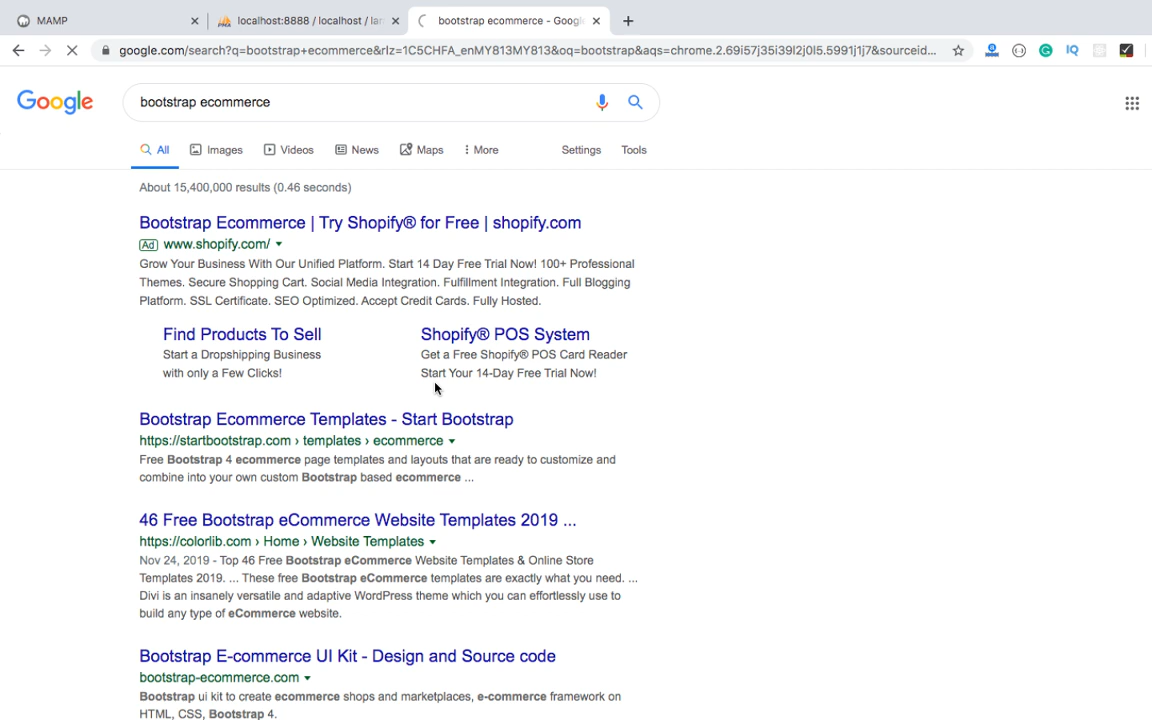 MAMP
localhost:8888 / localhost / lar
bootstrap ecommerce - Googl
google.com/search?q=bootstrap+ecommerce&rlz=1C5CHFA_enMY813MY813&oq=bootstrap&aqs=chrome.2.69i57j35i39l2j0l5.5991j1j7&sourceid...
Google
bootstrap ecommerce
All
Images
Videos
News
Maps
More
Settings
Tools
About 15,400,000 results (0.46 seconds)
Bootstrap Ecommerce | Try Shopify® for Free | shopify.com
Ad www.shopify.com/
Grow Your Business With Our Unified Platform. Start 14 Day Free Trial Now! 100+ Professional
Themes. Secure Shopping Cart. Social Media Integration. Fulfillment Integration. Full Blogging
Platform. SSL Certificate. SEO Optimized. Accept Credit Cards. Fully Hosted.
Find Products To Sell
Start a Dropshipping Business
with only a Few Clicks!
Shopify® POS System
Get a Free Shopify® POS Card Reader
Start Your 14-Day Free Trial Now!
Bootstrap Ecommerce Templates - Start Bootstrap
https://startbootstrap.com › templates › ecommerce
Free Bootstrap 4 ecommerce page templates and layouts that are ready to customize and
combine into your own custom Bootstrap based ecommerce ...
46 Free Bootstrap eCommerce Website Templates 2019 ...
https://colorlib.com › Home › Website Templates
Nov 24, 2019 - Top 46 Free Bootstrap eCommerce Website Templates & Online Store
Templates 2019. ... These free Bootstrap eCommerce templates are exactly what you need. ...
Divi is an insanely versatile and adaptive WordPress theme which you can effortlessly use to
build any type of eCommerce website.
Bootstrap E-commerce UI Kit - Design and Source code
bootstrap-ecommerce.com
Bootstrap ui kit to create ecommerce shops and marketplaces, e-commerce framework on
HTML, CSS, Bootstrap 4.